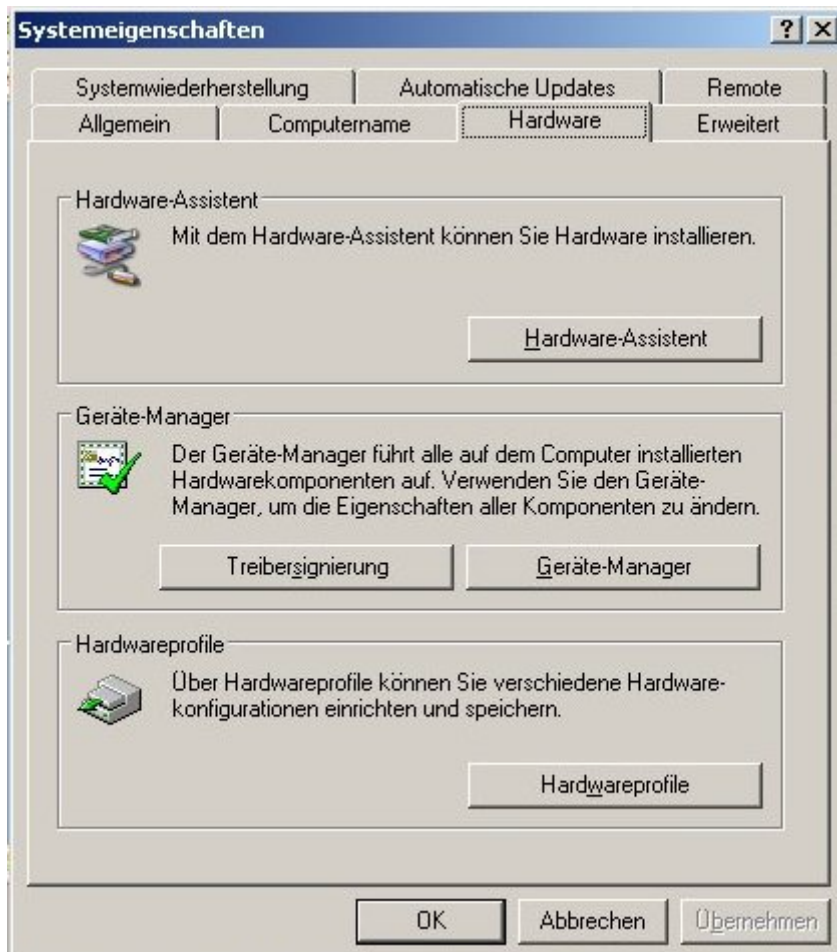 Systemeigenschaften
Systemwiederherstellung Automatische Updates Remote
Allgemein Computername Hardware Erweitert
Hardware-Assistent
Mit dem Hardware-Assistent können Sie Hardware installieren.
Hardware-Assistent
Geräte-Manager
Der Geräte-Manager führt alle auf dem Computer installierten
Hardwarekomponenten auf. Verwenden Sie den Geräte-
Manager, um die Eigenschaften aller Komponenten zu ändern.
Treibersignierung Geräte-Manager
Hardwareprofile
Über Hardwareprofile können Sie verschiedene Hardware-
konfigurationen einrichten und speichern.
Hardwareprofile
OK Abbrechen Übernehmen